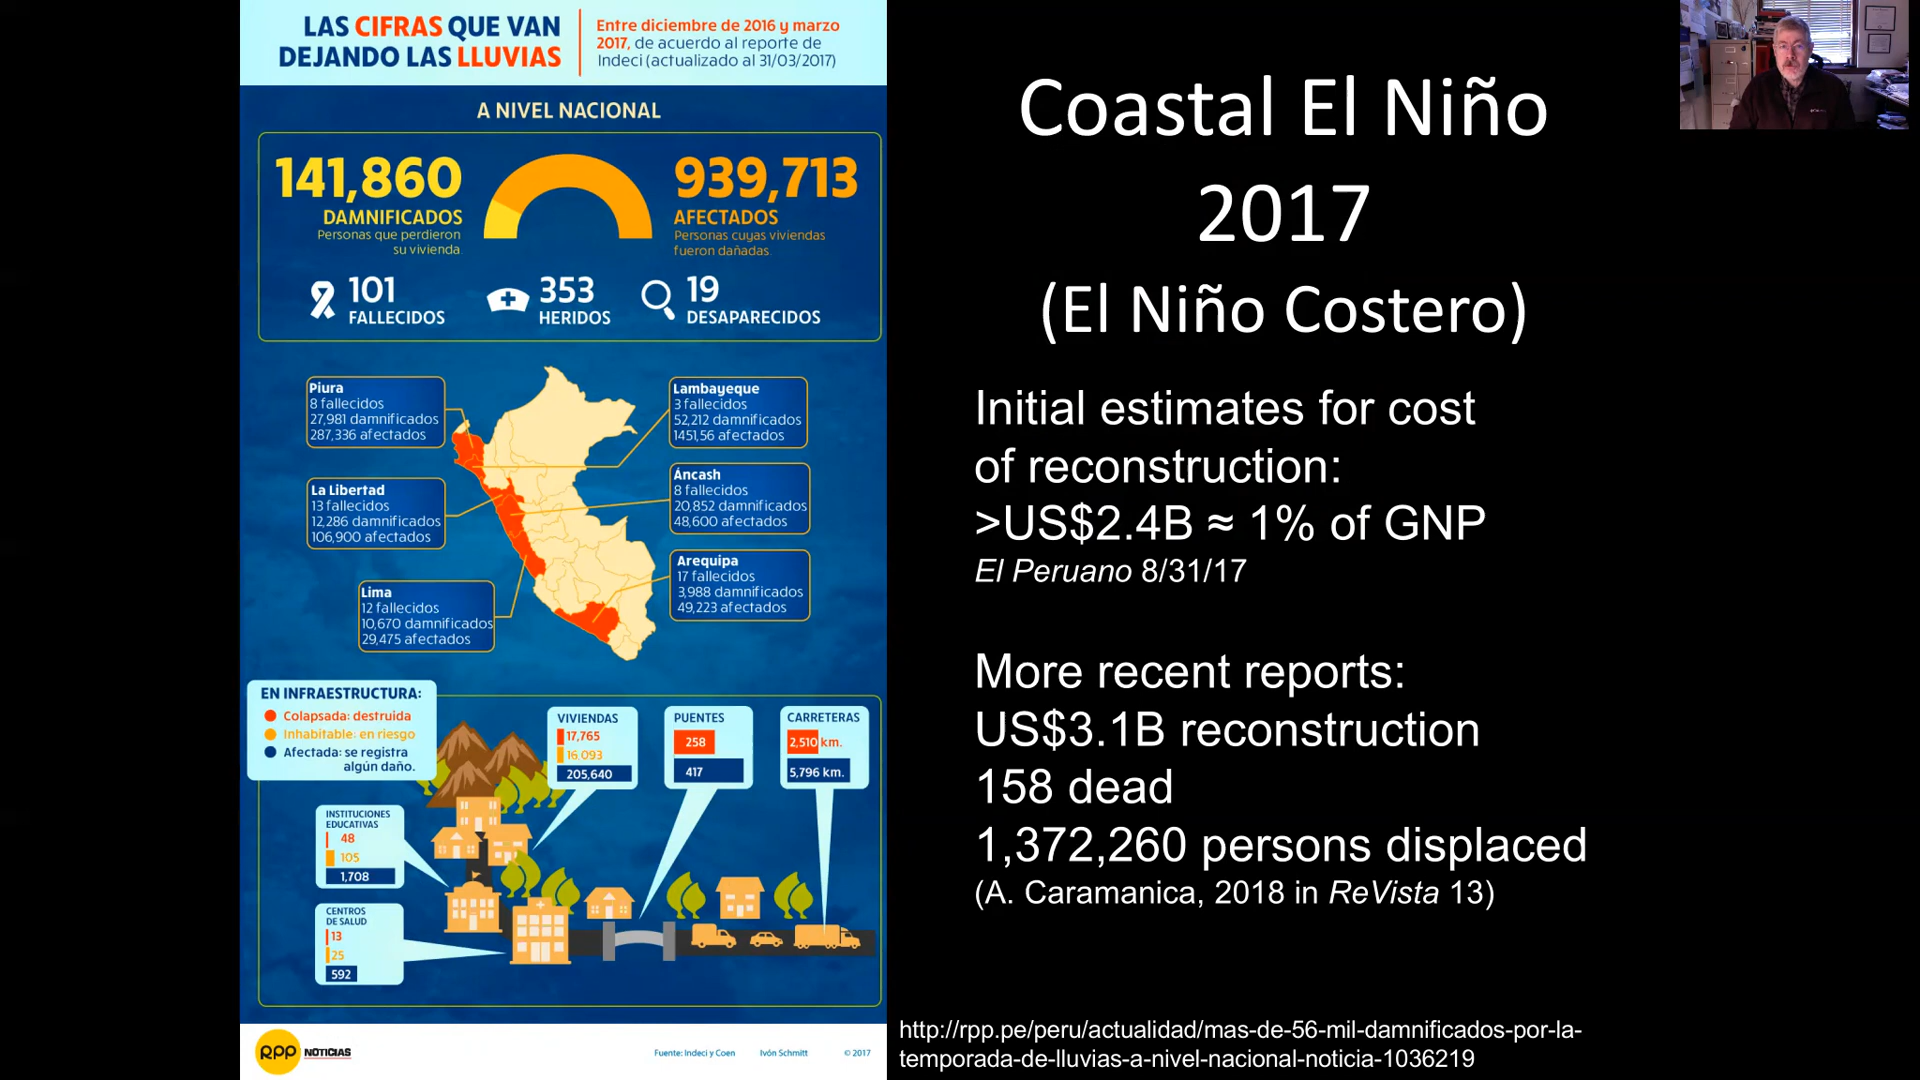 LAS CIFRAS QUE VAN
DEJANDO LAS LLUVIAS
Entre diciembre de 2016 y marzo
2017, de acuerdo al reporte de
Indeci (actualizado al 31/03/2017)
A NIVEL NACIONAL
141,860
DAMNIFICADOS
Personas que perdieron
su vivienda.
939,713
AFECTADOS
Personas cuyas viviendas
fueron dañadas.
101
FALLECIDOS
353
HERIDOS
19
DESAPARECIDOS
Piura
8 fallecidos
27,981 damnificados
287,336 afectados
Lambayeque
3 fallecidos
52,212 damnificados
1451,56 afectados
La Libertad
13 fallecidos
12,286 damnificados
106,900 afectados
Áncash
8 fallecidos
20,852 damnificados
48,600 afectados
Arequipa
17 fallecidos
3,988 damnificados
49,223 afectados
Lima
12 fallecidos
10,670 damnificados
29,475 afectados
EN INFRAESTRUCTURA:
Colapsada: destruida
Inhabitable: en riesgo
Afectada: se registra
algún daño.
VIVIENDAS
17,765
16,093
205,640
PUENTES
258
417
CARRETERAS
2,510 km.
5,796 km.
INSTITUCIONES
EDUCATIVAS
48
105
1,708
CENTROS
DE SALUD
13
25
592
RPP NOTICIAS
Fuente: Indeci y Coen Ivón Schmitt © 2017
Coastal El Niño
2017
(El Niño Costero)
Initial estimates for cost
of reconstruction:
>US$2.4B ≈ 1% of GNP
El Peruano 8/31/17
More recent reports:
US$3.1B reconstruction
158 dead
1,372,260 persons displaced
(A. Caramanica, 2018 in ReVista 13)
http://rpp.pe/peru/actualidad/mas-de-56-mil-damnificados-por-la-
temporada-de-lluvias-a-nivel-nacional-noticia-1036219